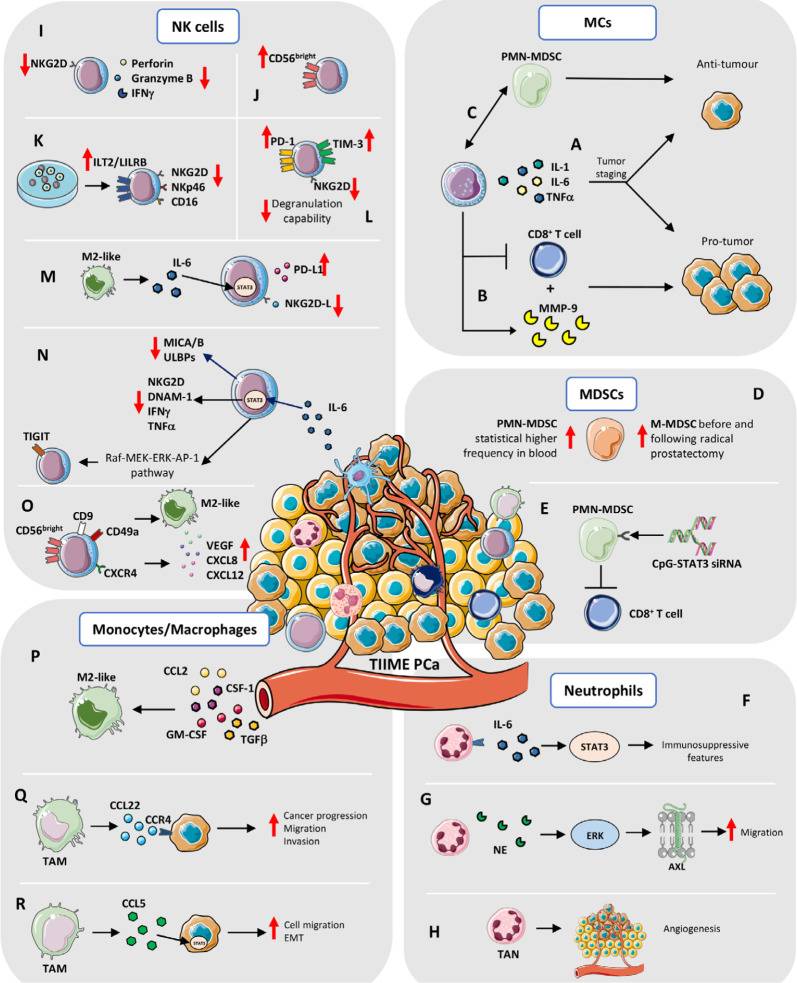 NK cells
I
NKG2D
Perforin
Granzyme B
IFNγ
CD56bright
J
K
ILT2/LILRB
NKG2D
NKp46
CD16
PD-1
TIM-3
NKG2D
Degranulation
capability
L
M
M2-like
IL-6
STAT3
PD-L1
NKG2D-L
N
MICA/B
ULBPs
NKG2D
DNAM-1
IFNγ
TNFα
STAT3
IL-6
TIGIT
Raf-MEK-ERK-AP-1
pathway
O
CD9
CD56bright
CD49a
CXCR4
M2-like
VEGF
CXCL8
CXCL12
MCs
PMN-MDSC
Anti-tumour
C
A
IL-1
IL-6
TNFα
Tumor
staging
CD8+ T cell
+
B
MMP-9
Pro-tumor
MDSCs
D
PMN-MDSC
statistical higher
frequency in blood
M-MDSC before and
following radical
prostatectomy
E
PMN-MDSC
CpG-STAT3 siRNA
CD8+ T cell
TIIME PCa
Monocytes/Macrophages
P
M2-like
CCL2
CSF-1
GM-CSF
TGFβ
Q
TAM
CCL22
CCR4
Cancer progression
Migration
Invasion
R
TAM
CCL5
STAT3
Cell migration
EMT
Neutrophils
F
IL-6
STAT3
Immunosuppressive
features
G
NE
ERK
AXL
Migration
H
TAN
Angiogenesis